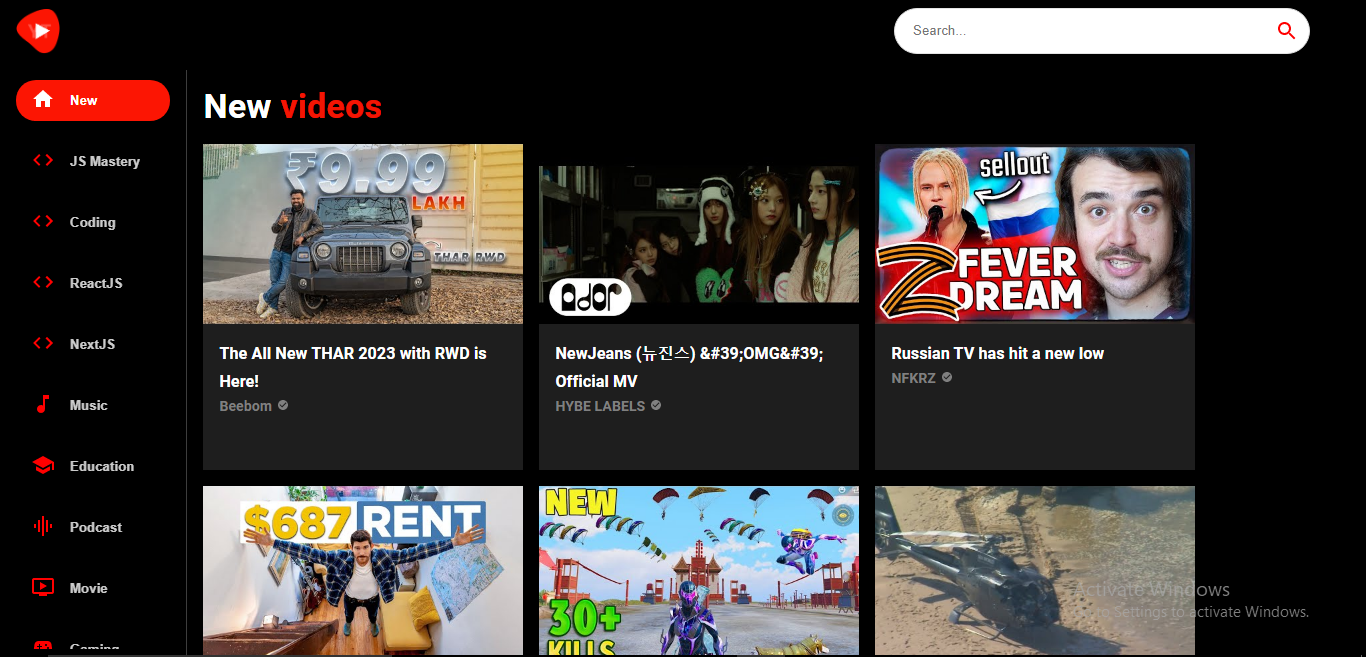 Search...
New
JS Mastery
Coding
ReactJS
NextJS
Music
Education
Podcast
Movie
Gaming
New videos
₹9.99
LAKH
THAR RWD
ador
sellout
Z FEVER
DREAM
The All New THAR 2023 with RWD is
Here!
Beebom
NewJeans (뉴진스) &#39;OMG&#39;
Official MV
HYBE LABELS
Russian TV has hit a new low
NFKRZ
$687 RENT
NEW
30+
KILLS
Activate Windows
to Settings to activate Windows.